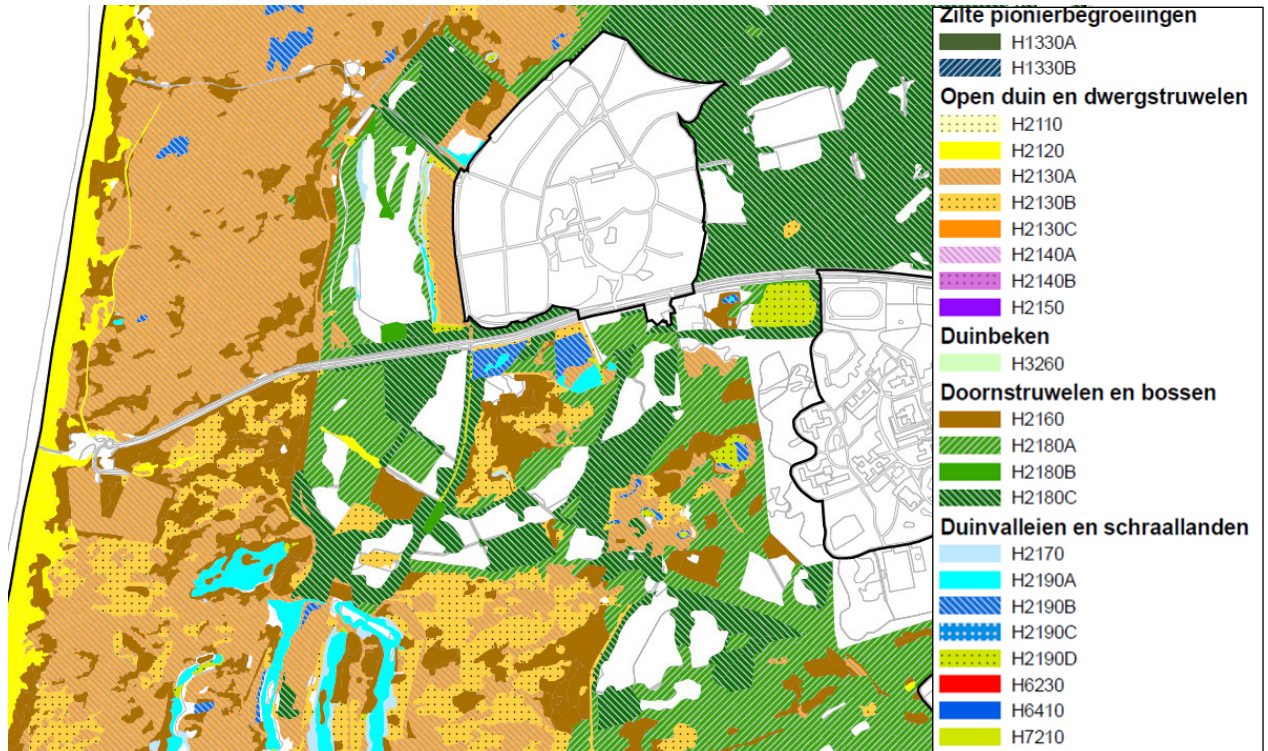 Zilte pionierbegroeiingen
H1330A
H1330B
Open duin en dwergstruwelen
H2110
H2120
H2130A
H2130B
H2130C
H2140A
H2140B
H2150
Duinbeken
H3260
Doornstruwelen en bossen
H2160
H2180A
H2180B
H2180C
Duinvalleien en schraallanden
H2170
H2190A
H2190B
H2190C
H2190D
H6230
H6410
H7210